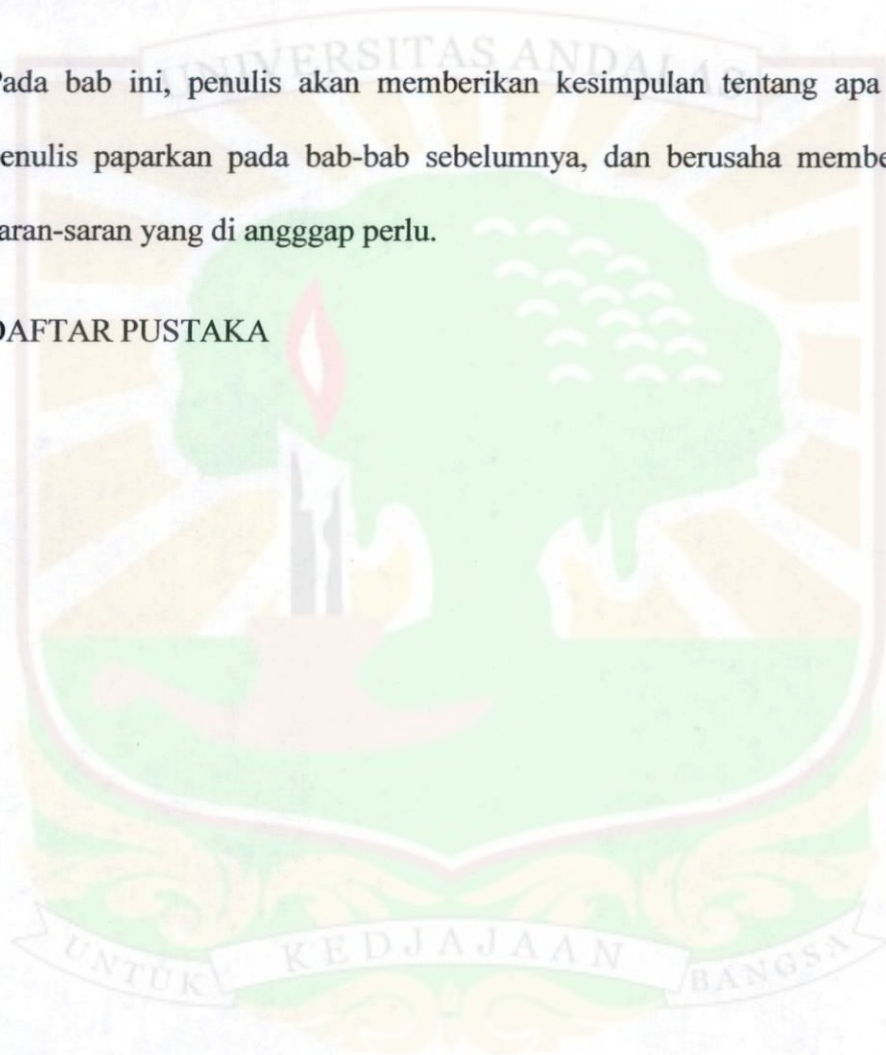 UNIVERSITAS ANDALAS
Pada bab ini, penulis akan memberikan kesimpulan tentang apa
penulis paparkan pada bab-bab sebelumnya, dan berusaha membe
saran-saran yang di angggap perlu.
DAFTAR PUSTAKA
UNTUK KEDJAJAAN BANGSA